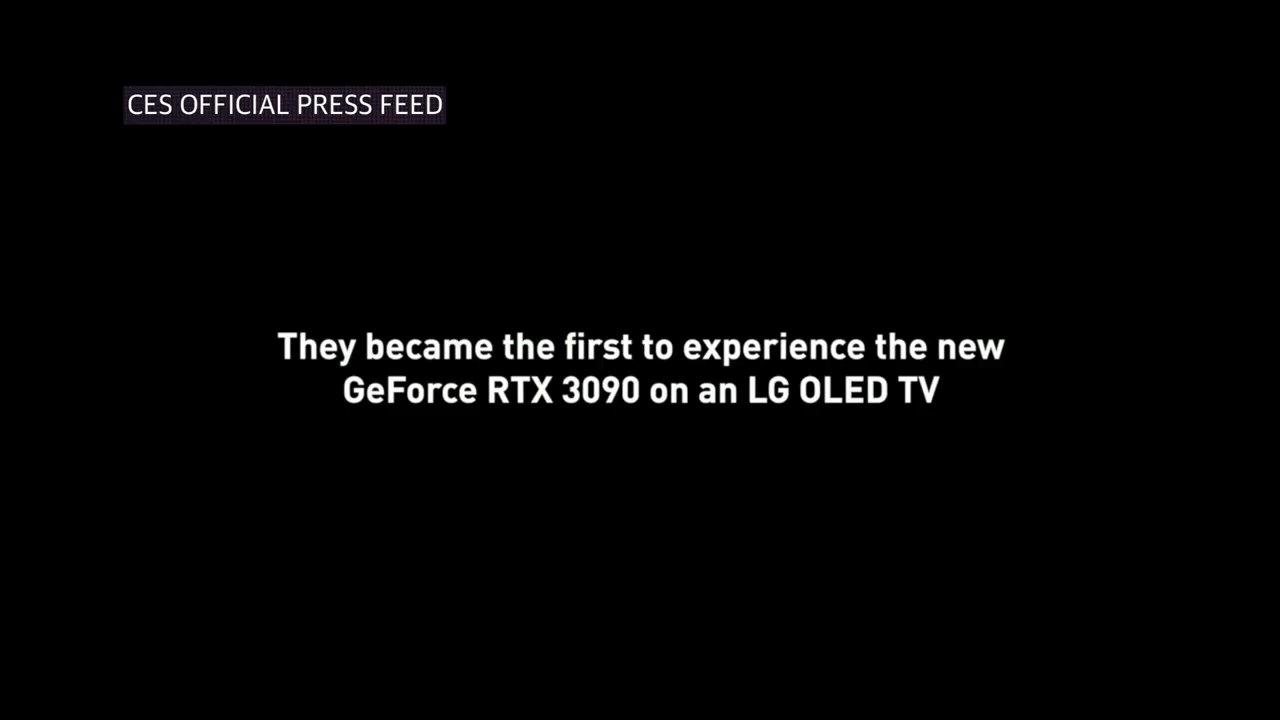 CES OFFICIAL PRESS FEED
They became the first to experience the new
GeForce RTX 3090 on an LG OLED TV